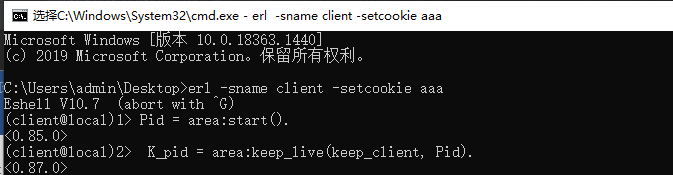 选择C:\Windows\System32\cmd.exe - erl  -sname client -setcookie aaa
Microsoft Windows [版本 10.0.18363.1440]
(c) 2019 Microsoft Corporation。保留所有权利。
C:\Users\admin\Desktop>erl -sname client -setcookie aaa
Eshell V10.7  (abort with ^G)
(client@local)1> Pid = area:start().
<0.85.0>
(client@local)2>  K_pid = area:keep_live(keep_client, Pid).
<0.87.0>